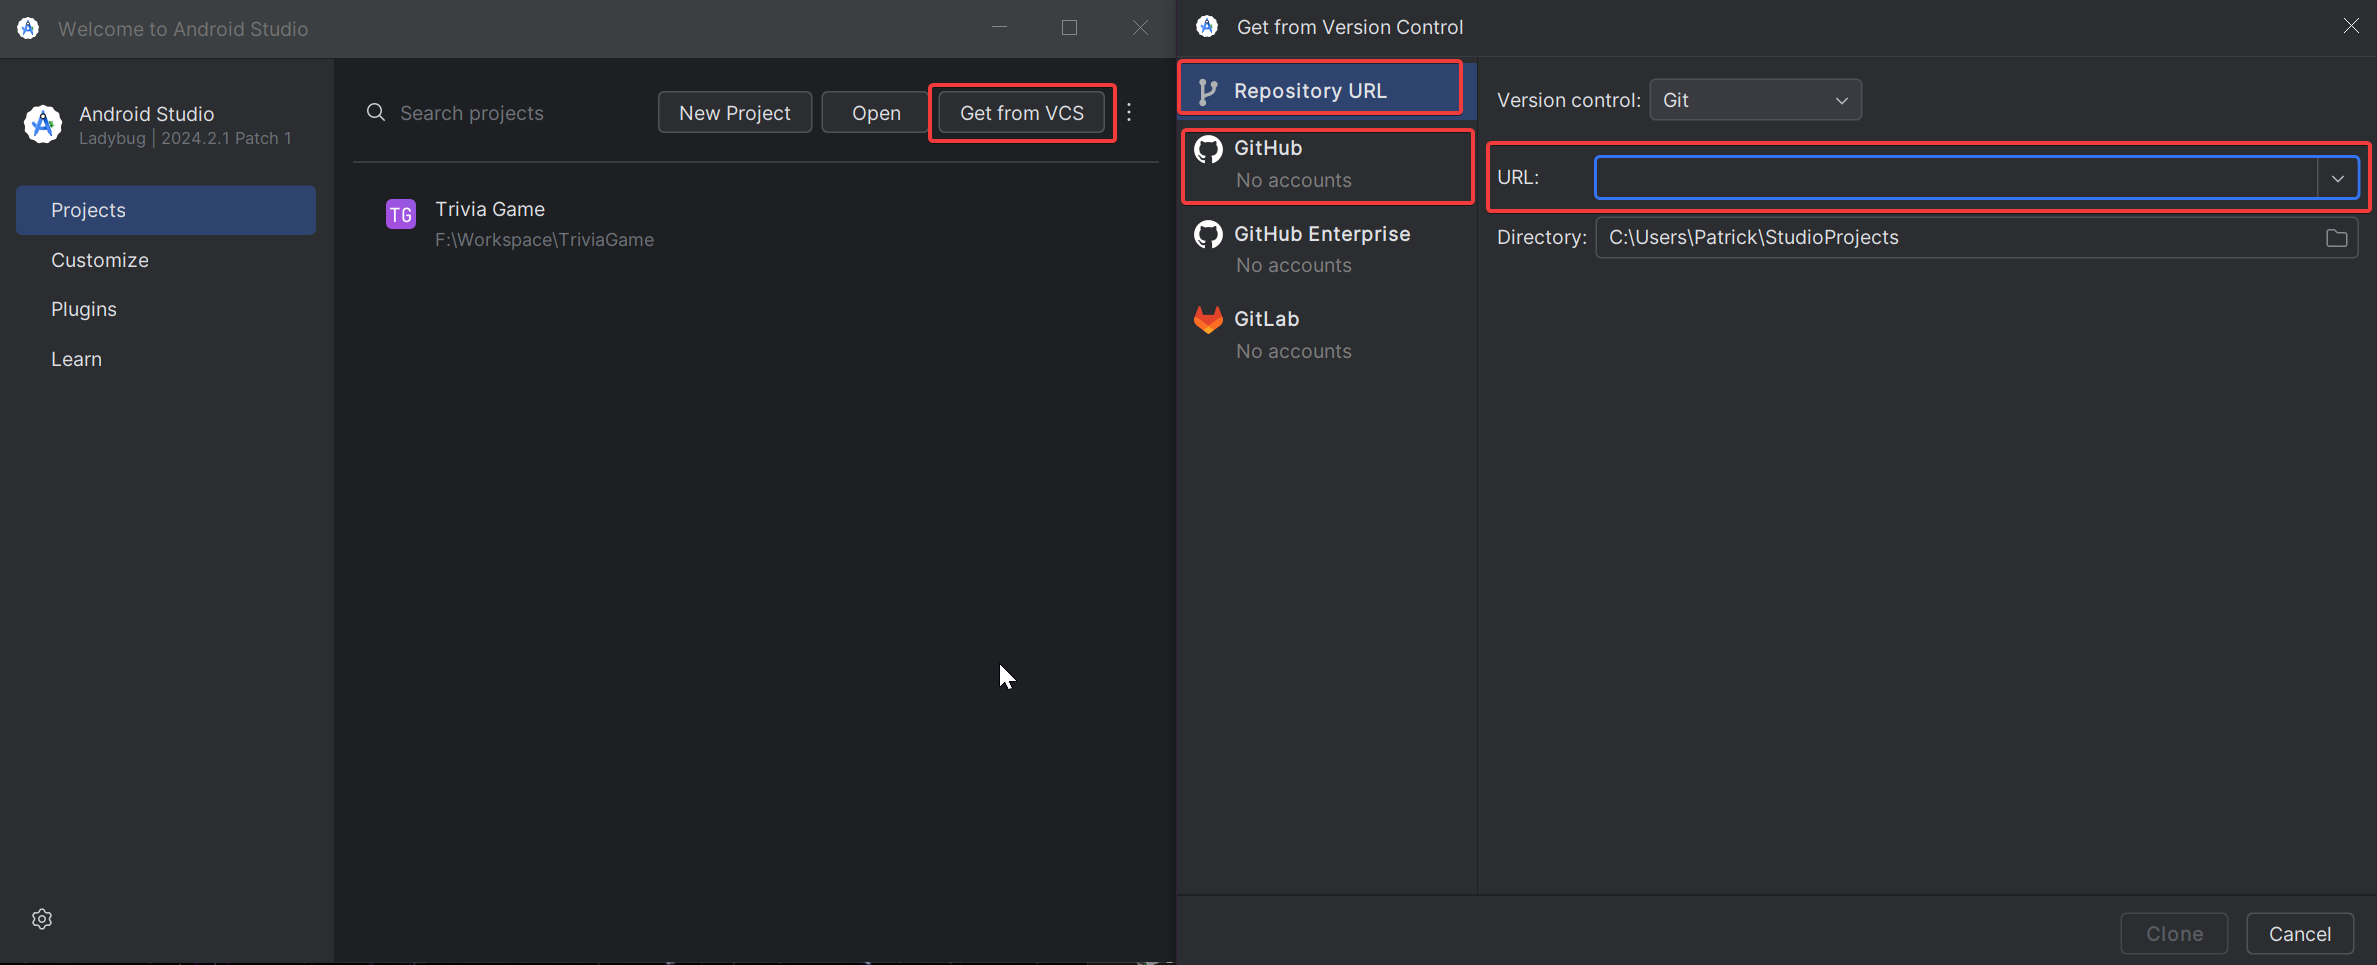 Welcome to Android Studio
Android Studio
Ladybug | 2024.2.1 Patch 1
Projects
Customize
Plugins
Learn
Search projects
New Project
Open
Get from VCS
TG
Trivia Game
F:\Workspace\TriviaGame
Get from Version Control
Repository URL
GitHub
No accounts
GitHub Enterprise
No accounts
GitLab
No accounts
Version control: Git
URL:
Directory: C:\Users\Patrick\StudioProjects
Clone
Cancel